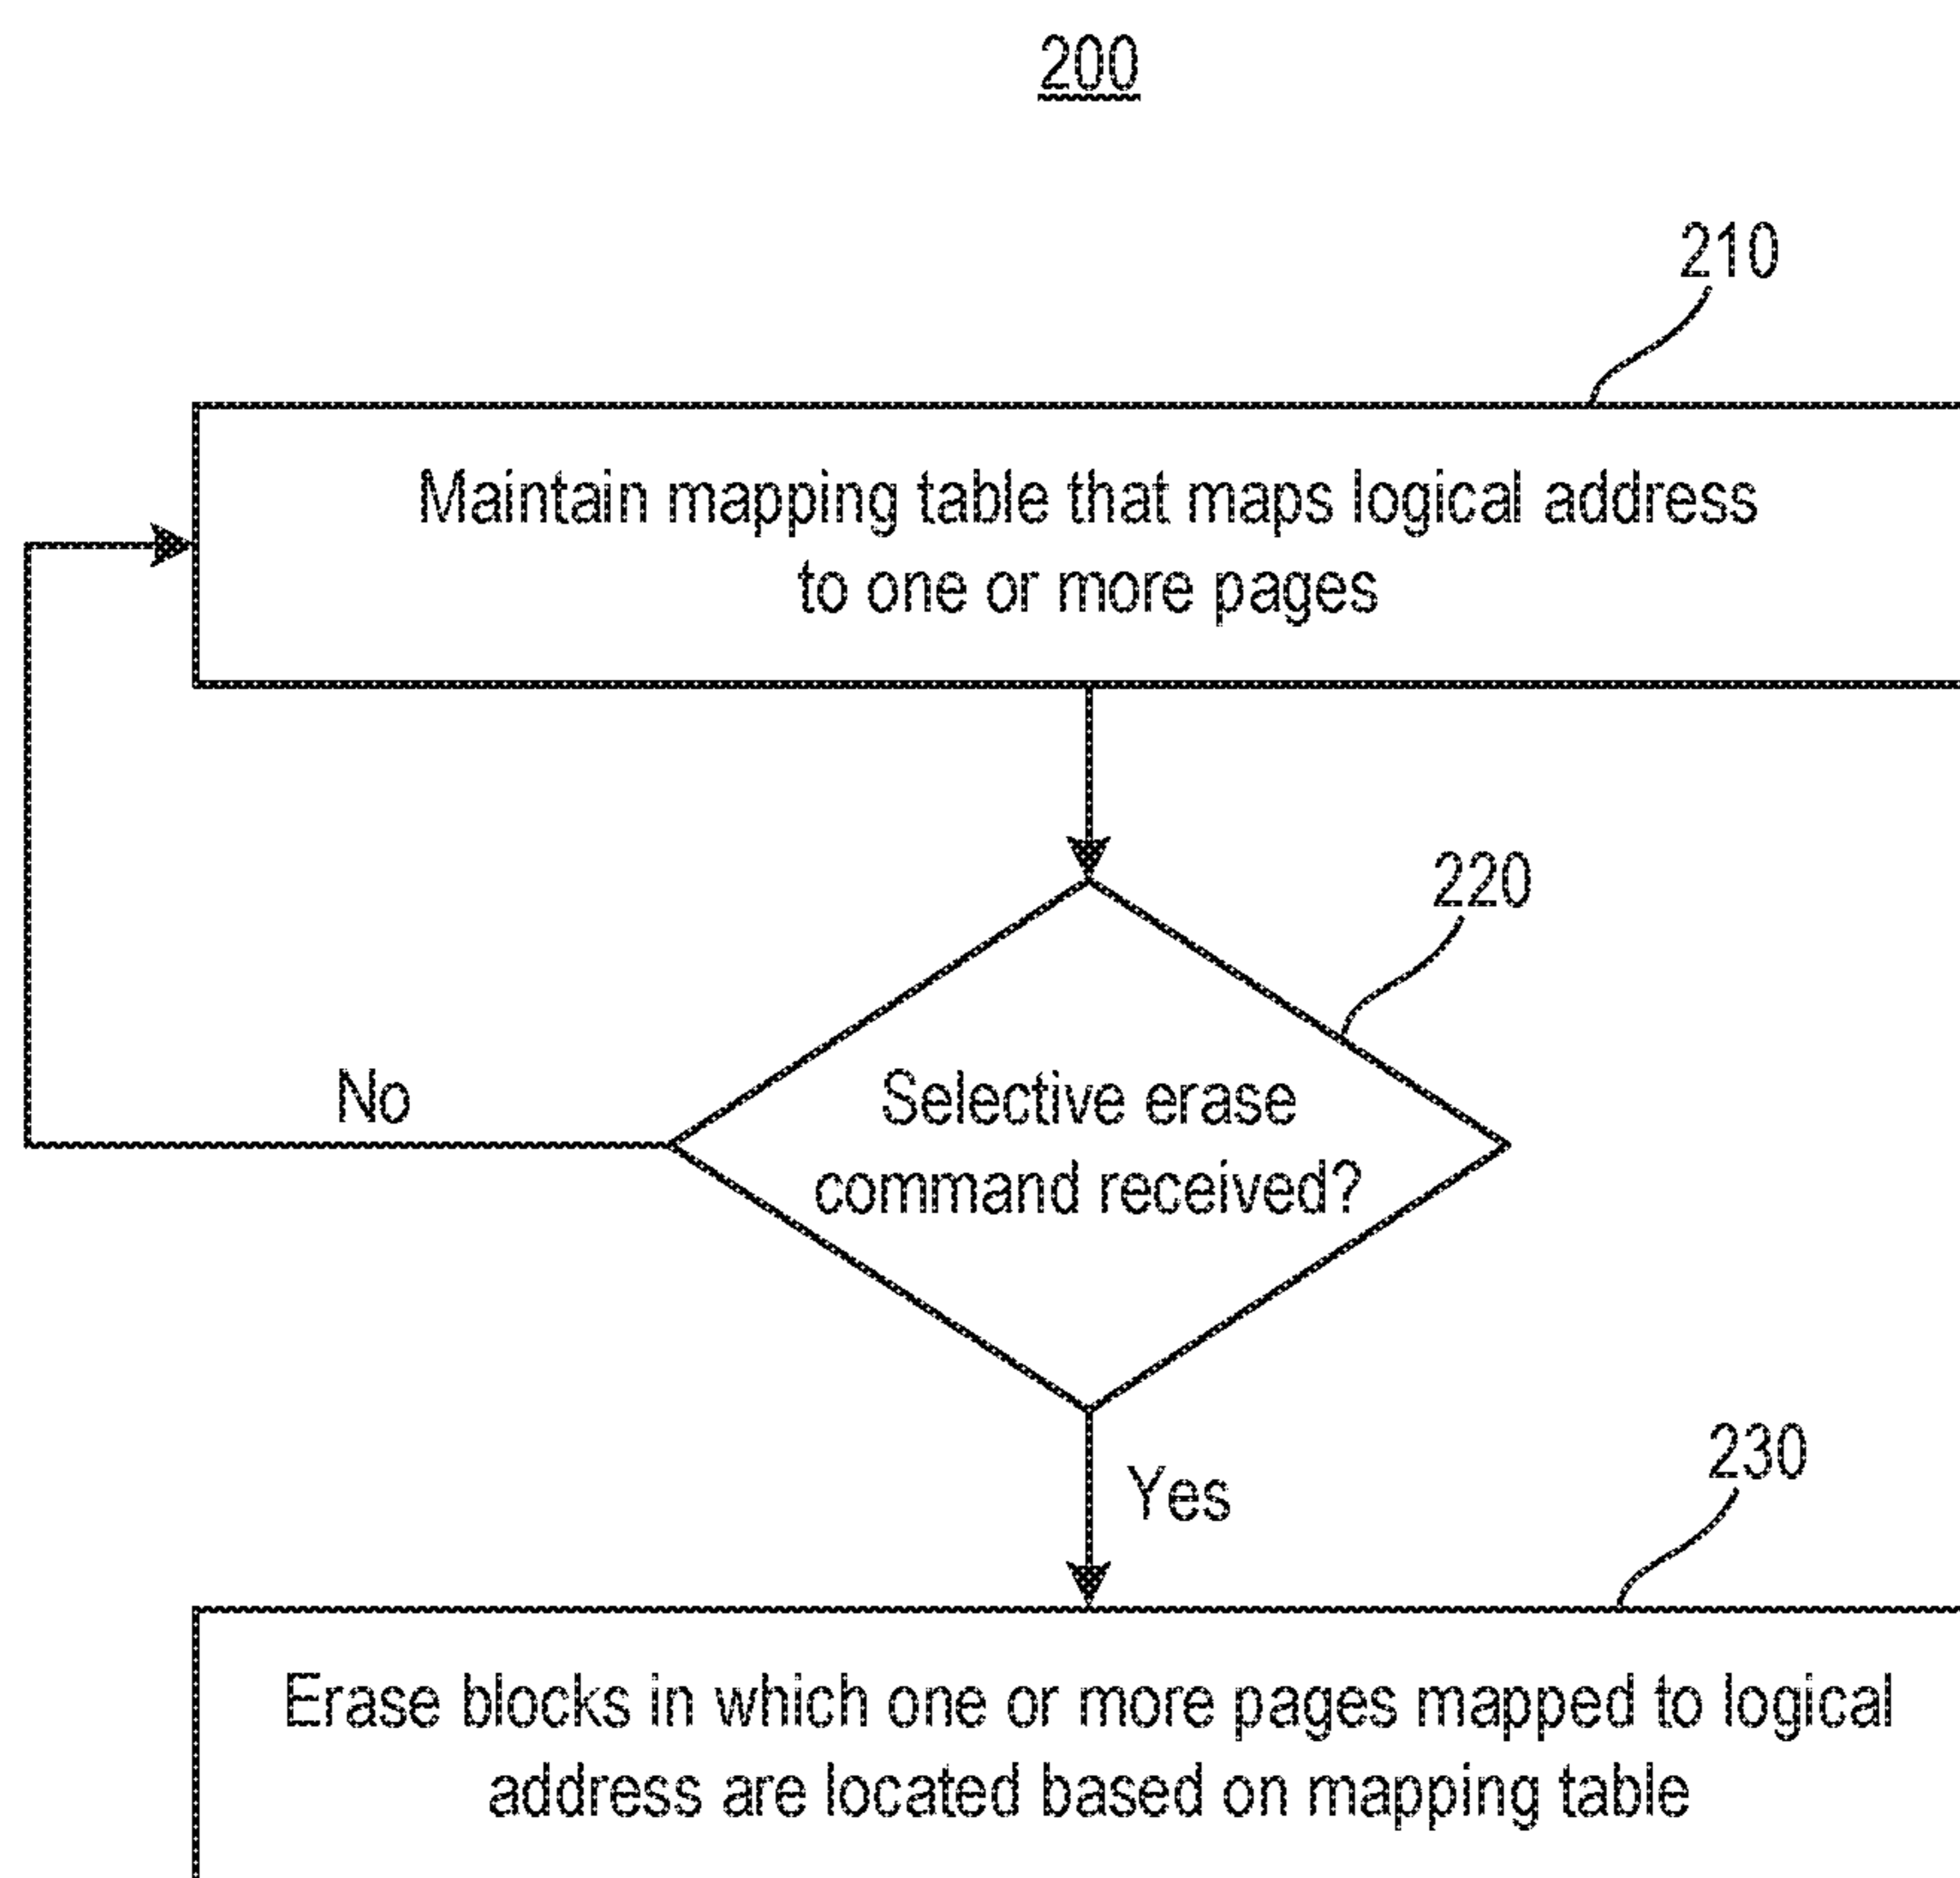 200
210
Maintain mapping table that maps logical address
to one or more pages
220
No
Selective erase
command received?
Yes
230
Erase blocks in which one or more pages mapped to logical
address are located based on mapping table